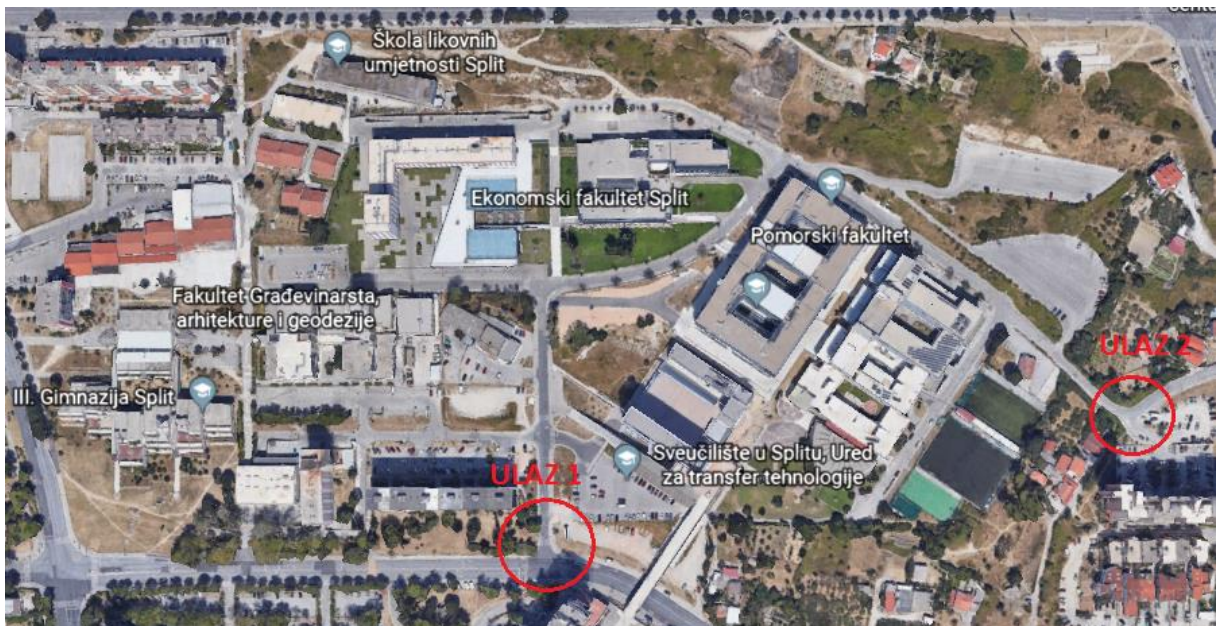 Škola likovnih
umjetnosti Split
Ekonomski fakultet Split
Pomorski fakultet
Fakultet Građevinarsta,
arhitekture i geodezije
III. Gimnazija Split
ULAZ 2
ULAZ 1
Sveučilište u Splitu, Ured
za transfer tehnologije